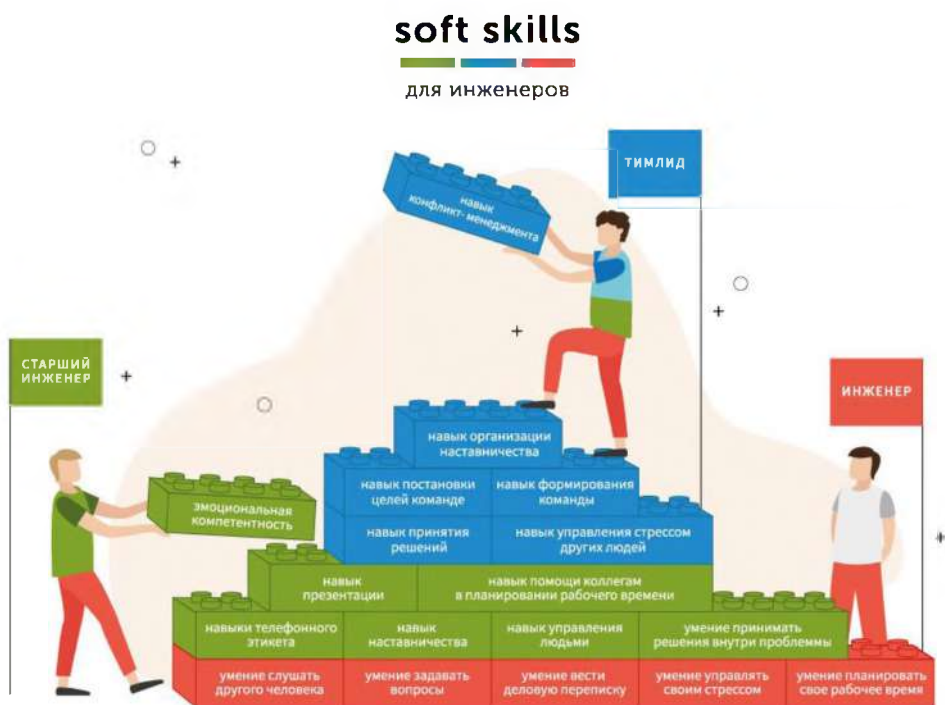 soft skills
для инженеров
ТИМЛИД
навык
конфликт- менеджмента
СТАРШИЙ
ИНЖЕНЕР
ИНЖЕНЕР
навык организации
наставничества
навык постановки
целей команде
навык формирования
команды
эмоциональная
компетентность
навык принятия
решений
навык управления стрессом
других людей
навык
презентации
навык помощи коллегам
в планировании рабочего времени
навыки телефонного
этикета
навык
наставничества
навык управления
людьми
умение принимать
решения внутри проблеммы
умение слушать
другого человека
умение задавать
вопросы
умение вести
деловую переписку
умение управлять
своим стрессом
умение планировать
свое рабочее время